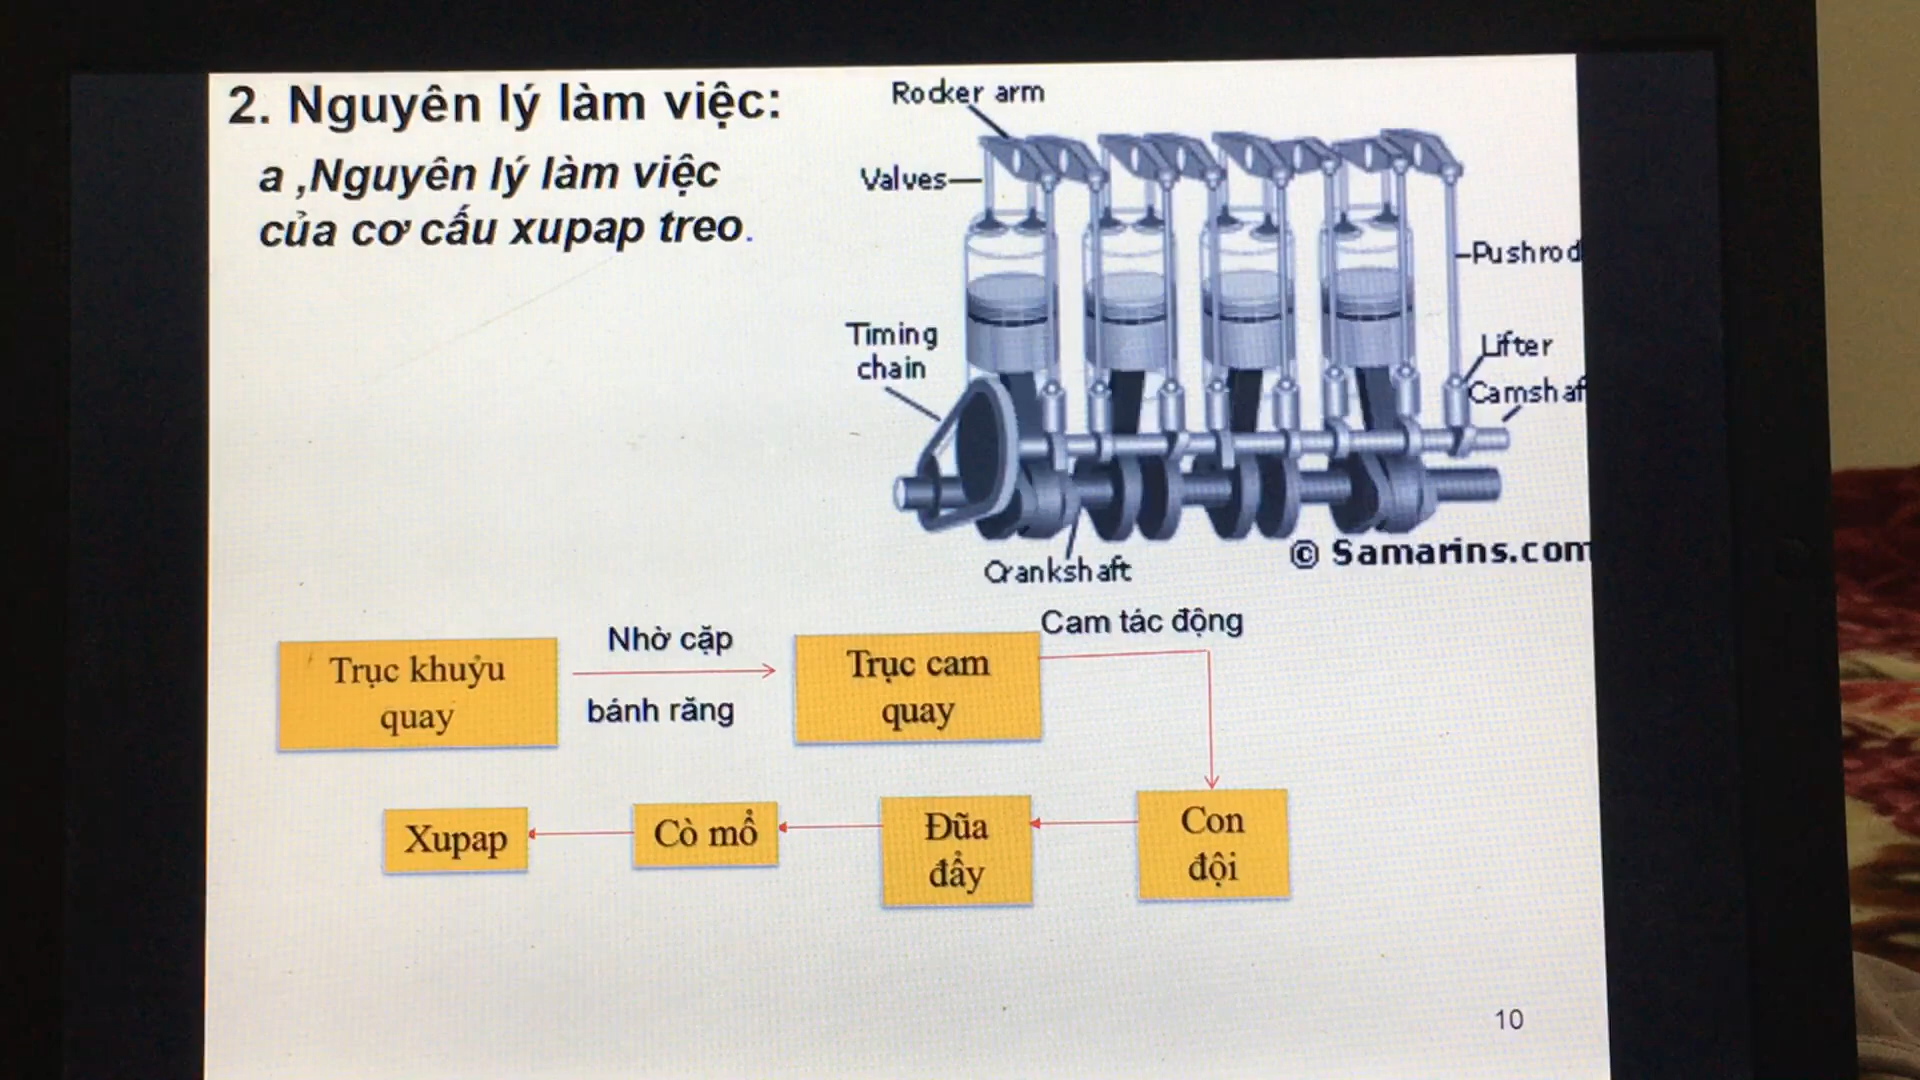 2. Nguyên lý làm việc:
a ,Nguyên lý làm việc
của cơ cấu xupap treo.
Rocker arm
Valves
Pushrod
Timing
chain
Lifter
Camshaf
Crankshaft
© Samarins.com
Trục khuỷu
quay
Nhờ cặp
bánh răng
Trục cam
quay
Cam tác động
Con
đội
Đũa
đẩy
Cò mổ
Xupap
10